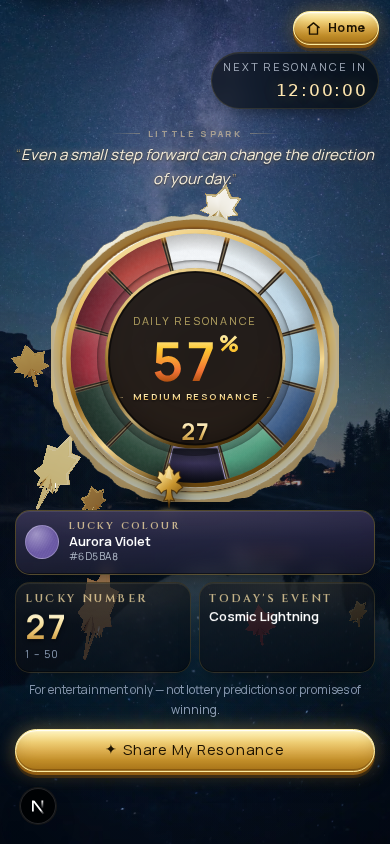 Home
NEXT RESONANCE IN
12:00:00
LITTLE SPARK
"Even a small step forward can change the direction
of your day."
DAILY RESONANCE
57%
MEDIUM RESONANCE
27
LUCKY COLOUR
Aurora Violet
#6D5BA8
LUCKY NUMBER
27
1 – 50
TODAY'S EVENT
Cosmic Lightning
For entertainment only — not lottery predictions or promises of
winning.
✦ Share My Resonance
N